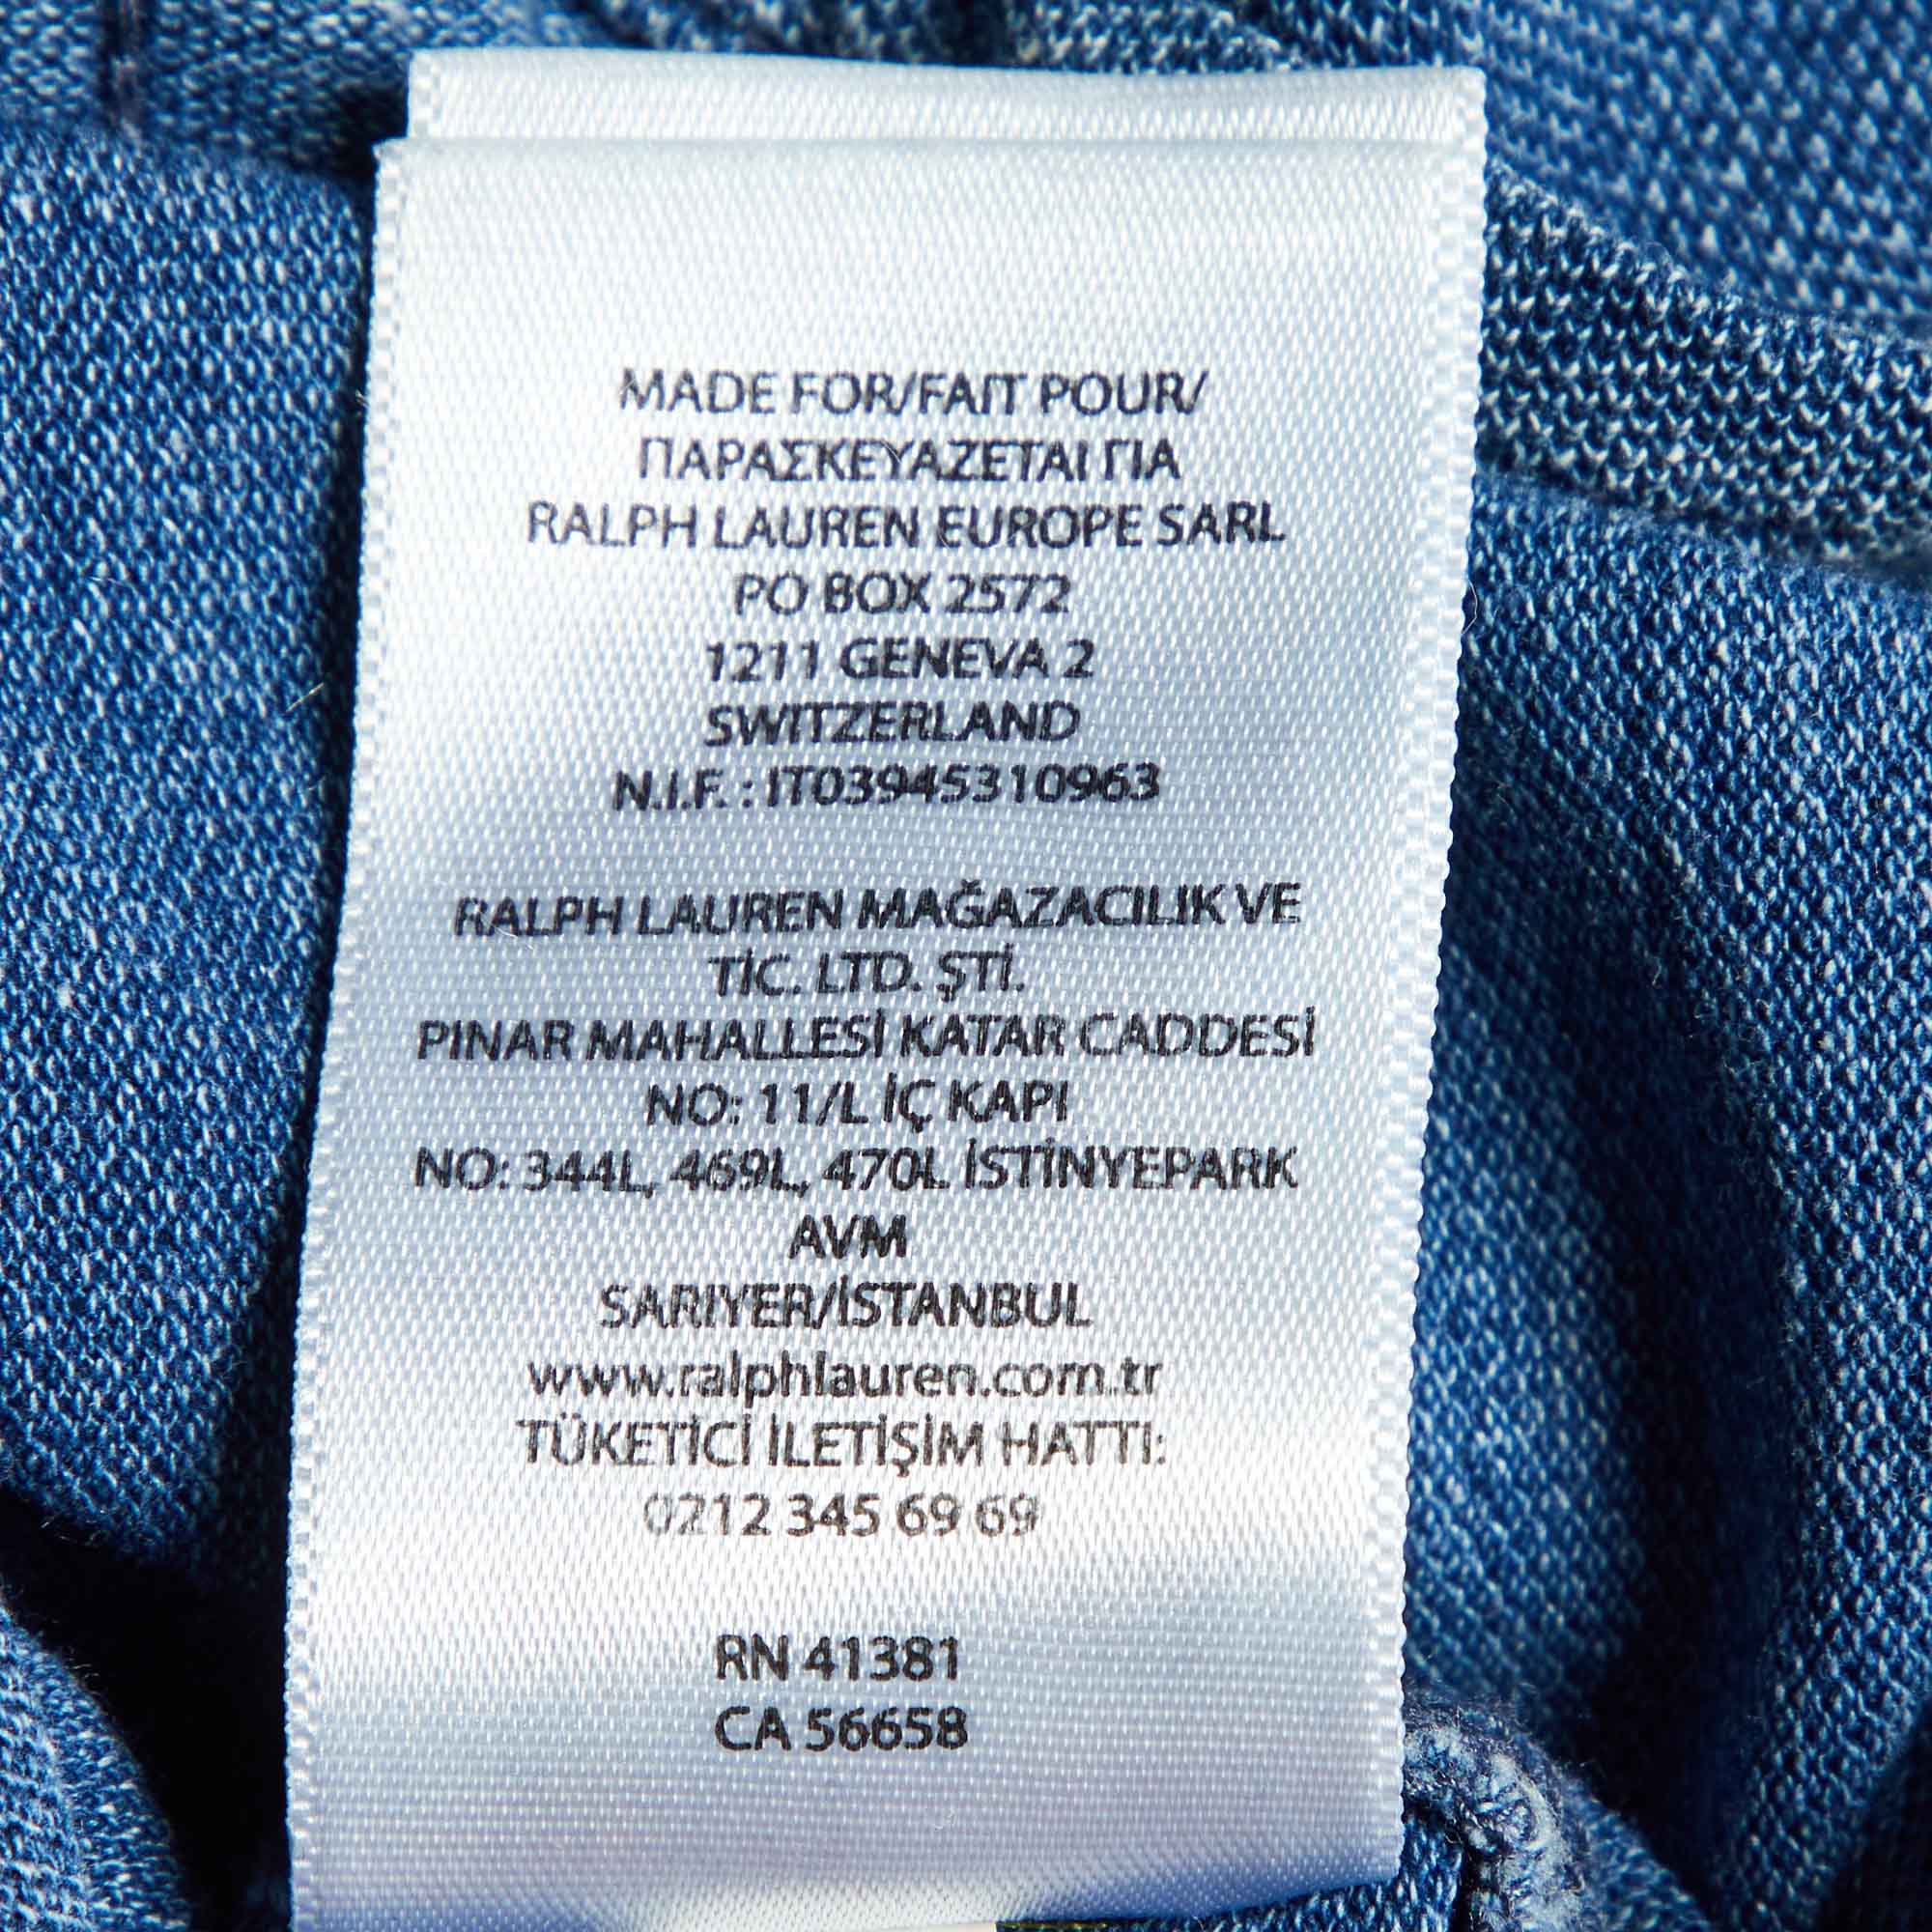 MADE FOR/FAIT POUR/
ΠΑΡΑΣΚΕΥΑΖΕΤΑΙ ΓΙΑ
RALPH LAUREN EUROPE SARL
PO BOX 2572
1211 GENEVA 2
SWITZERLAND
N.I.F. : IT03945310963
RALPH LAUREN MAĞAZACILIK VE
TİC. LTD. ŞTİ.
PINAR MAHALLESİ KATAR CADDESİ
NO: 11/L İÇ KAPI
NO: 344L, 469L, 470L İSTİNYEPARK
AVM
SARIYER/İSTANBUL
www.ralphlauren.com.tr
TÜKETİCİ İLETİŞİM HATTI:
0212 345 69 69
RN 41381
CA 56658